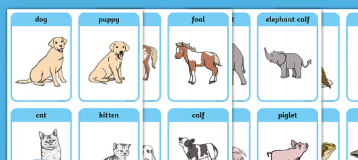 dog puppy foal elephant calf
cat kitten calf piglet